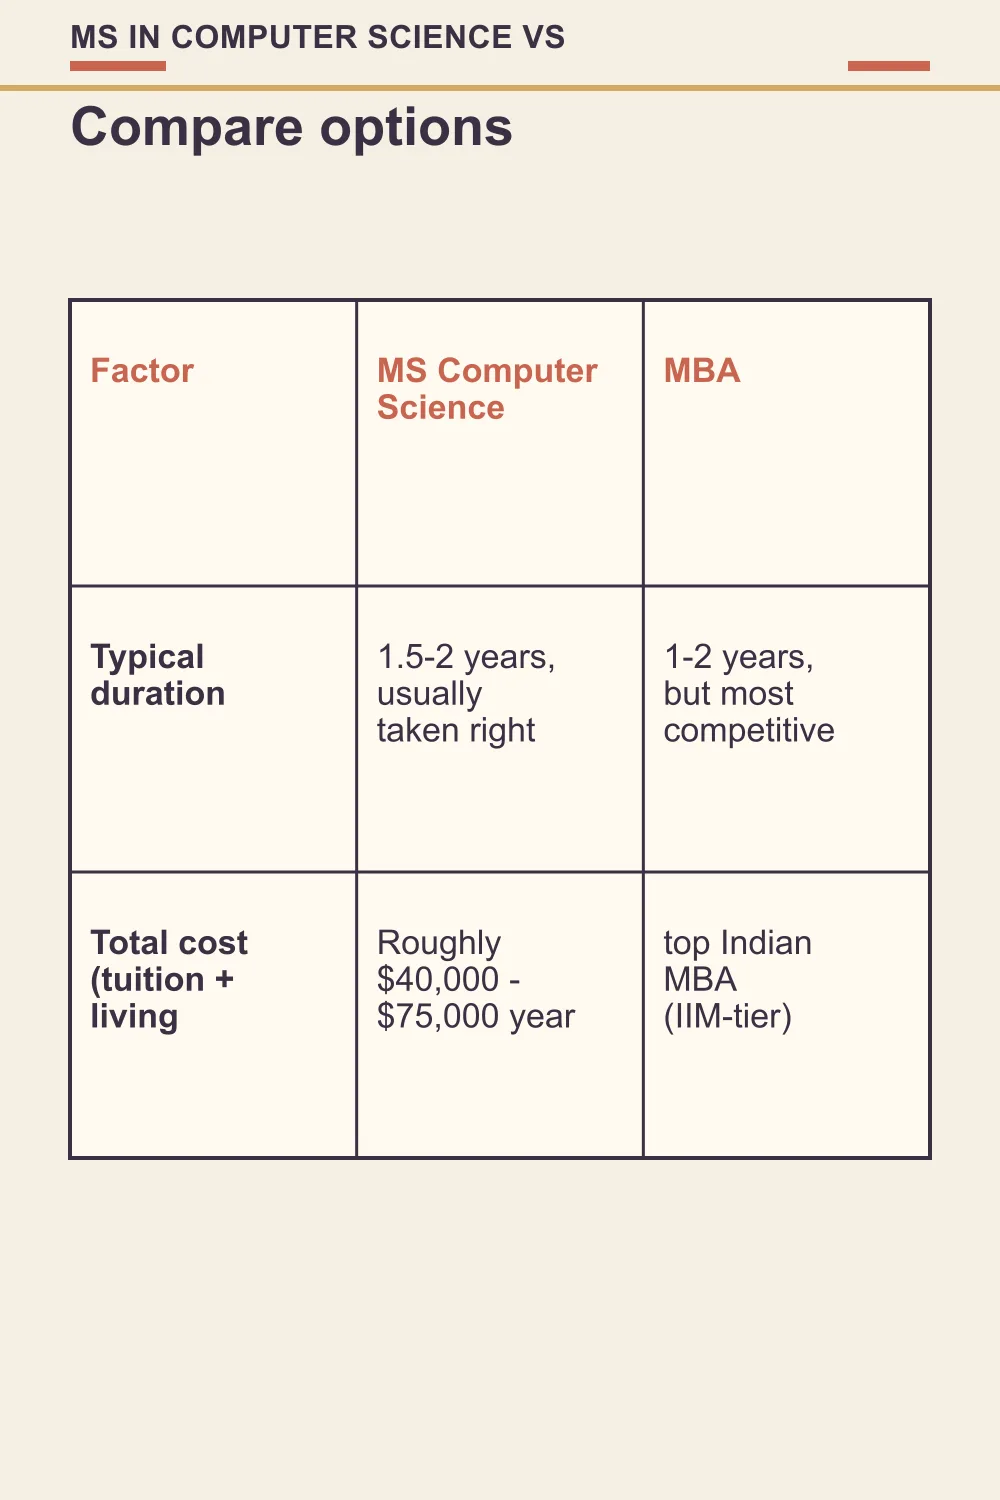 MS IN COMPUTER SCIENCE VS
Compare options
Factor
MS Computer
Science
MBA
Typical
duration
1.5-2 years,
usually
taken right
1-2 years,
but most
competitive
Total cost
(tuition +
living
Roughly
$40,000 -
$75,000 year
top Indian
MBA
(IIM-tier)